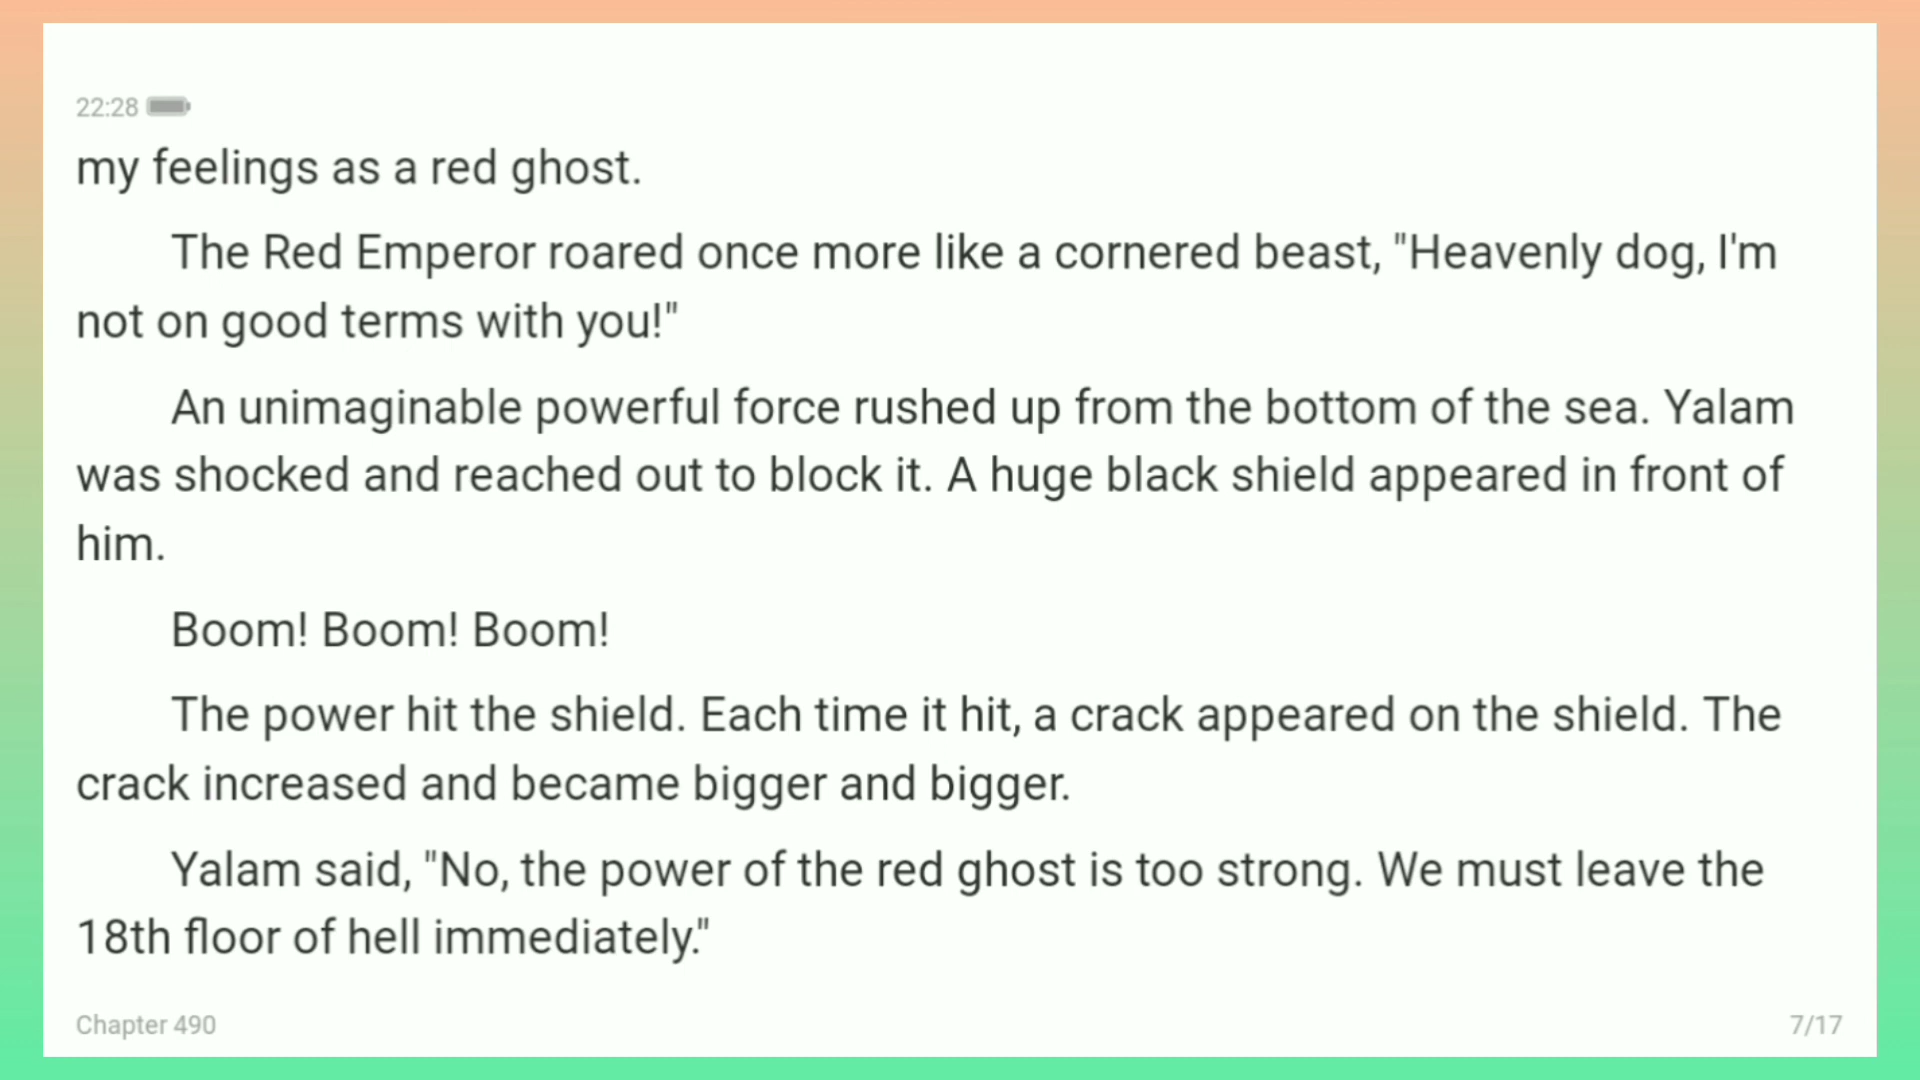 22:28
my feelings as a red ghost.
The Red Emperor roared once more like a cornered beast, "Heavenly dog, I'm
not on good terms with you!"
An unimaginable powerful force rushed up from the bottom of the sea. Yalam
was shocked and reached out to block it. A huge black shield appeared in front of
him.
Boom! Boom! Boom!
The power hit the shield. Each time it hit, a crack appeared on the shield. The
crack increased and became bigger and bigger.
Yalam said, "No, the power of the red ghost is too strong. We must leave the
18th floor of hell immediately."
Chapter 490
7/17